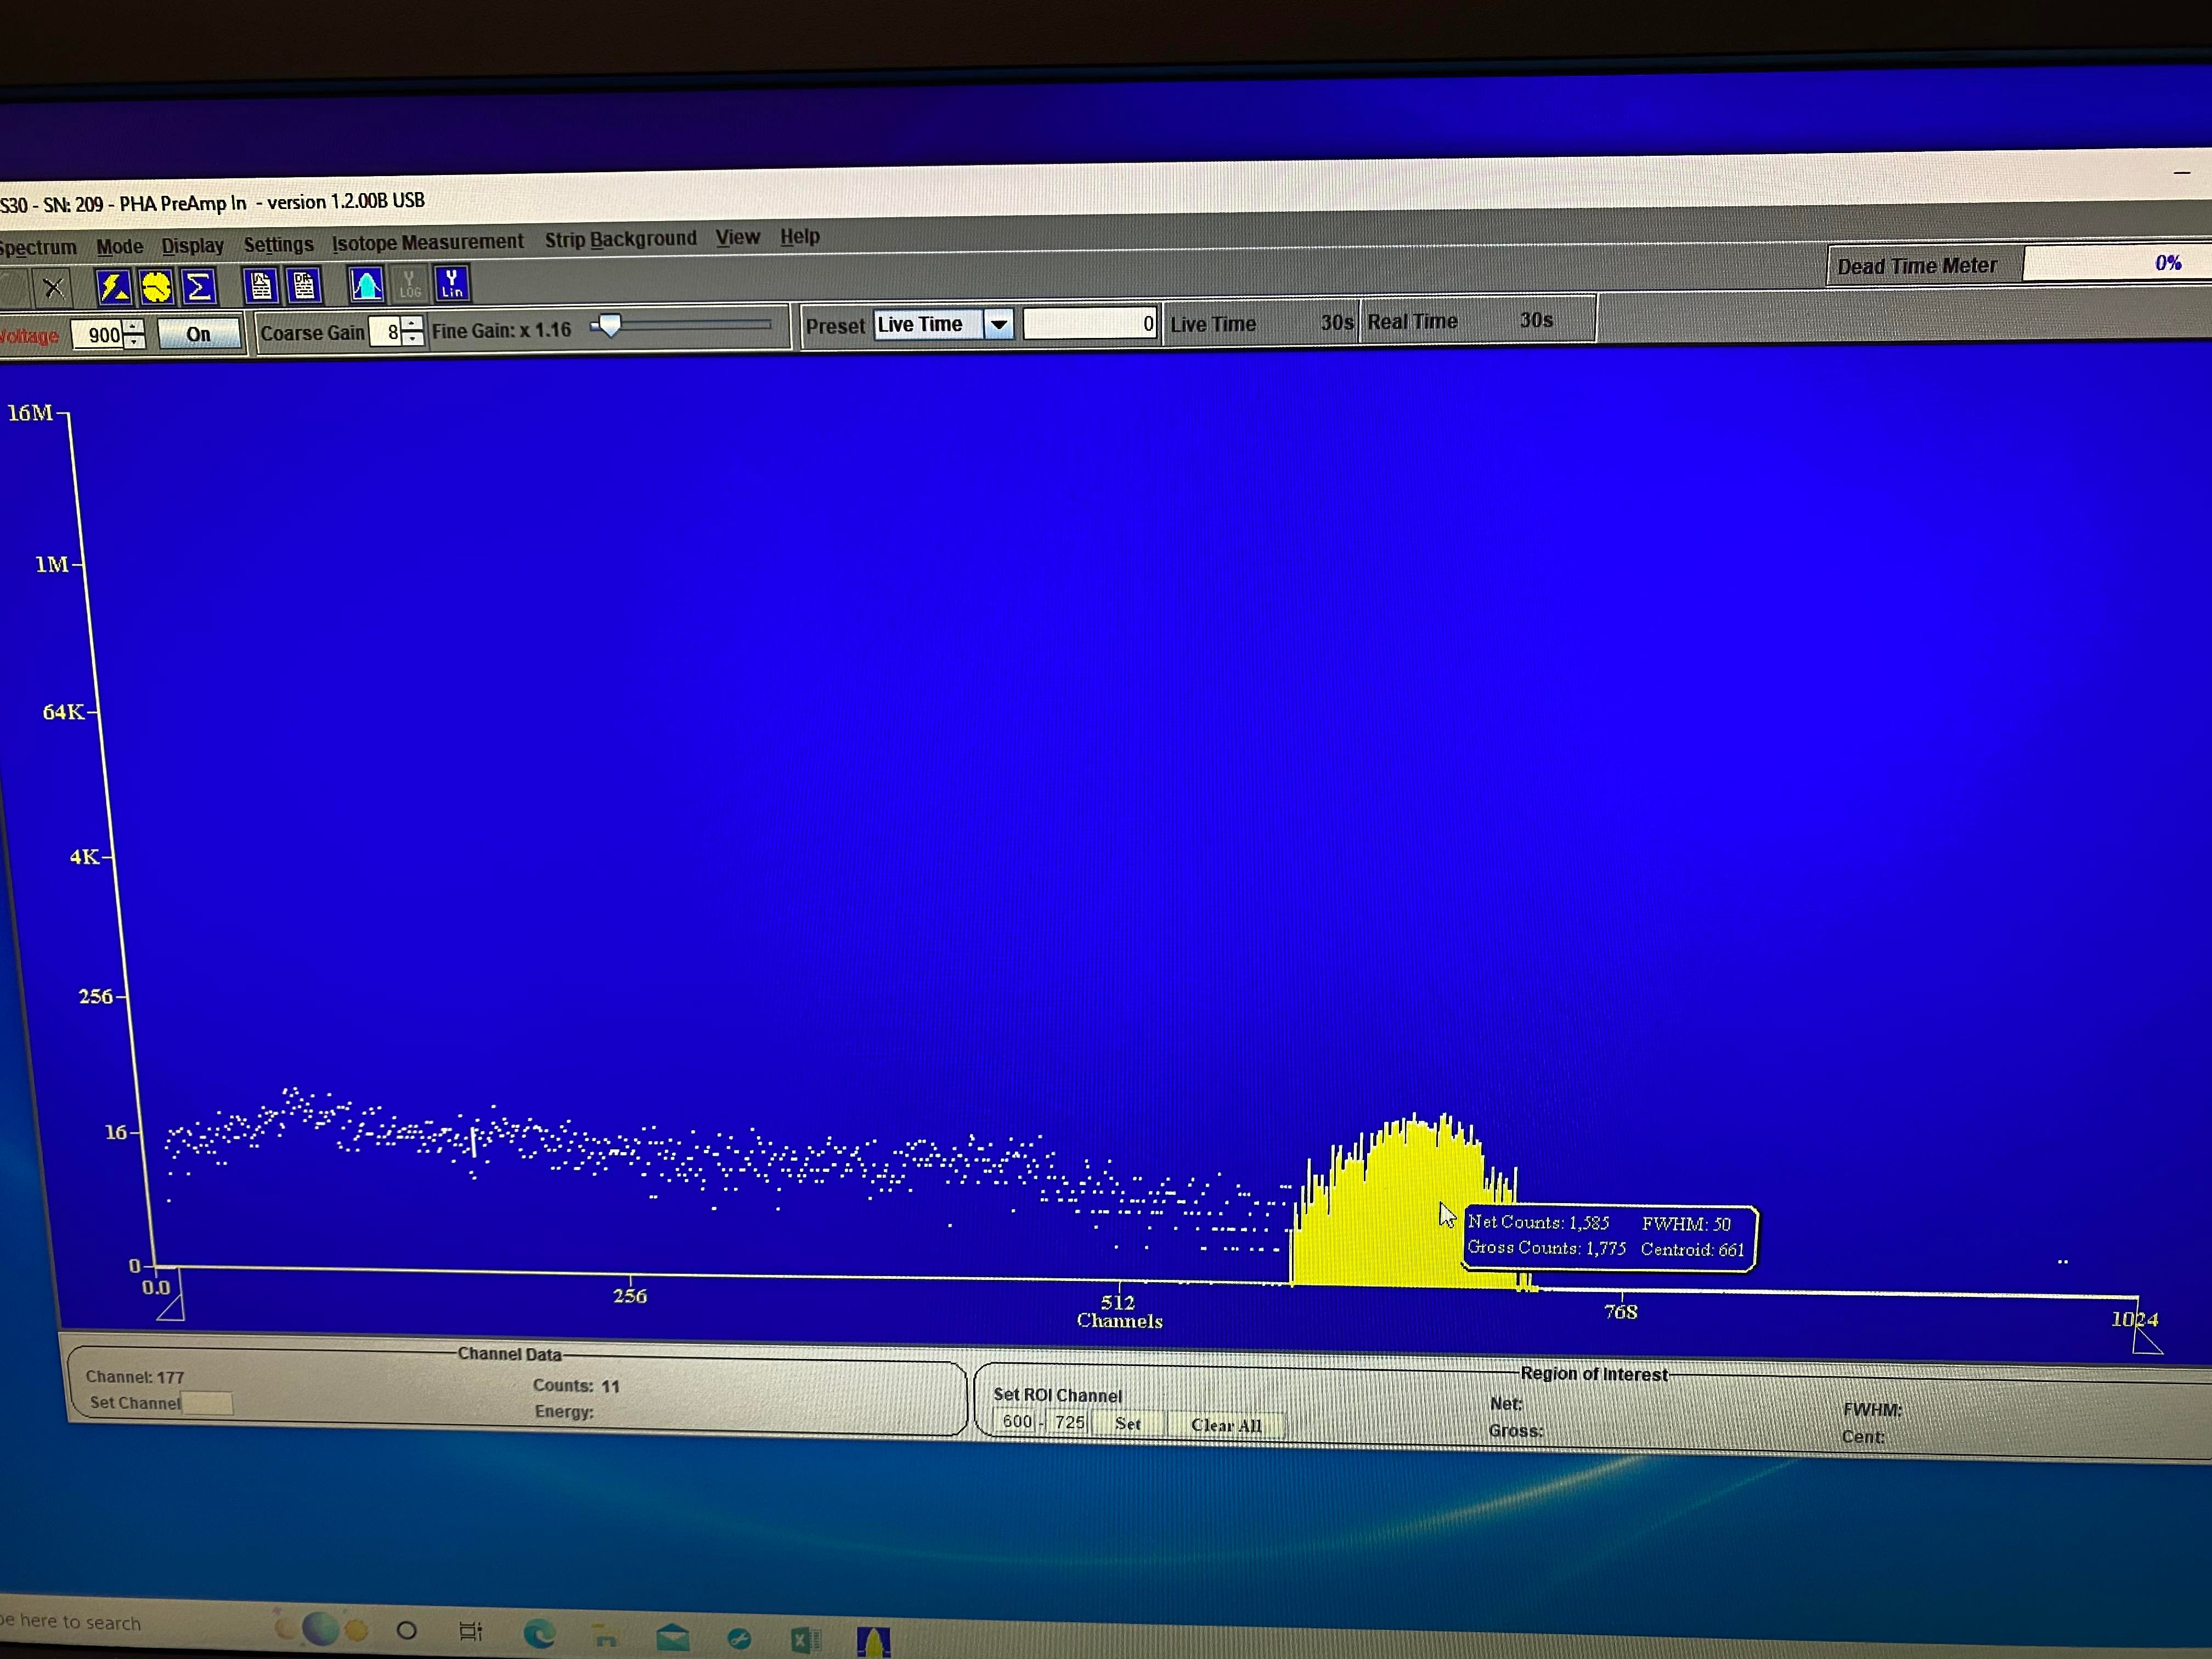 S30 - SN: 209 - PHA PreAmp In - version 1.2.00B USB
Spectrum Mode Display Settings Isotope Measurement Strip Background View Help
Dead Time Meter 0%
Y LOG Y Lin
Voltage 900 On Coarse Gain 8 Fine Gain: x 1.16 Preset Live Time 0 Live Time 30s Real Time 30s
16M
1M
64K
4K
256
16
0
Net Counts: 1,585 FWHM: 50
Gross Counts: 1,775 Centroid: 661
0.0 256 512 768 1024
Channels
Channel Data
Channel: 177 Counts: 11
Set Channel Energy:
Region of Interest
Set ROI Channel Net: FWHM:
600 - 725 Set Clear All Gross: Cent:
pe here to search